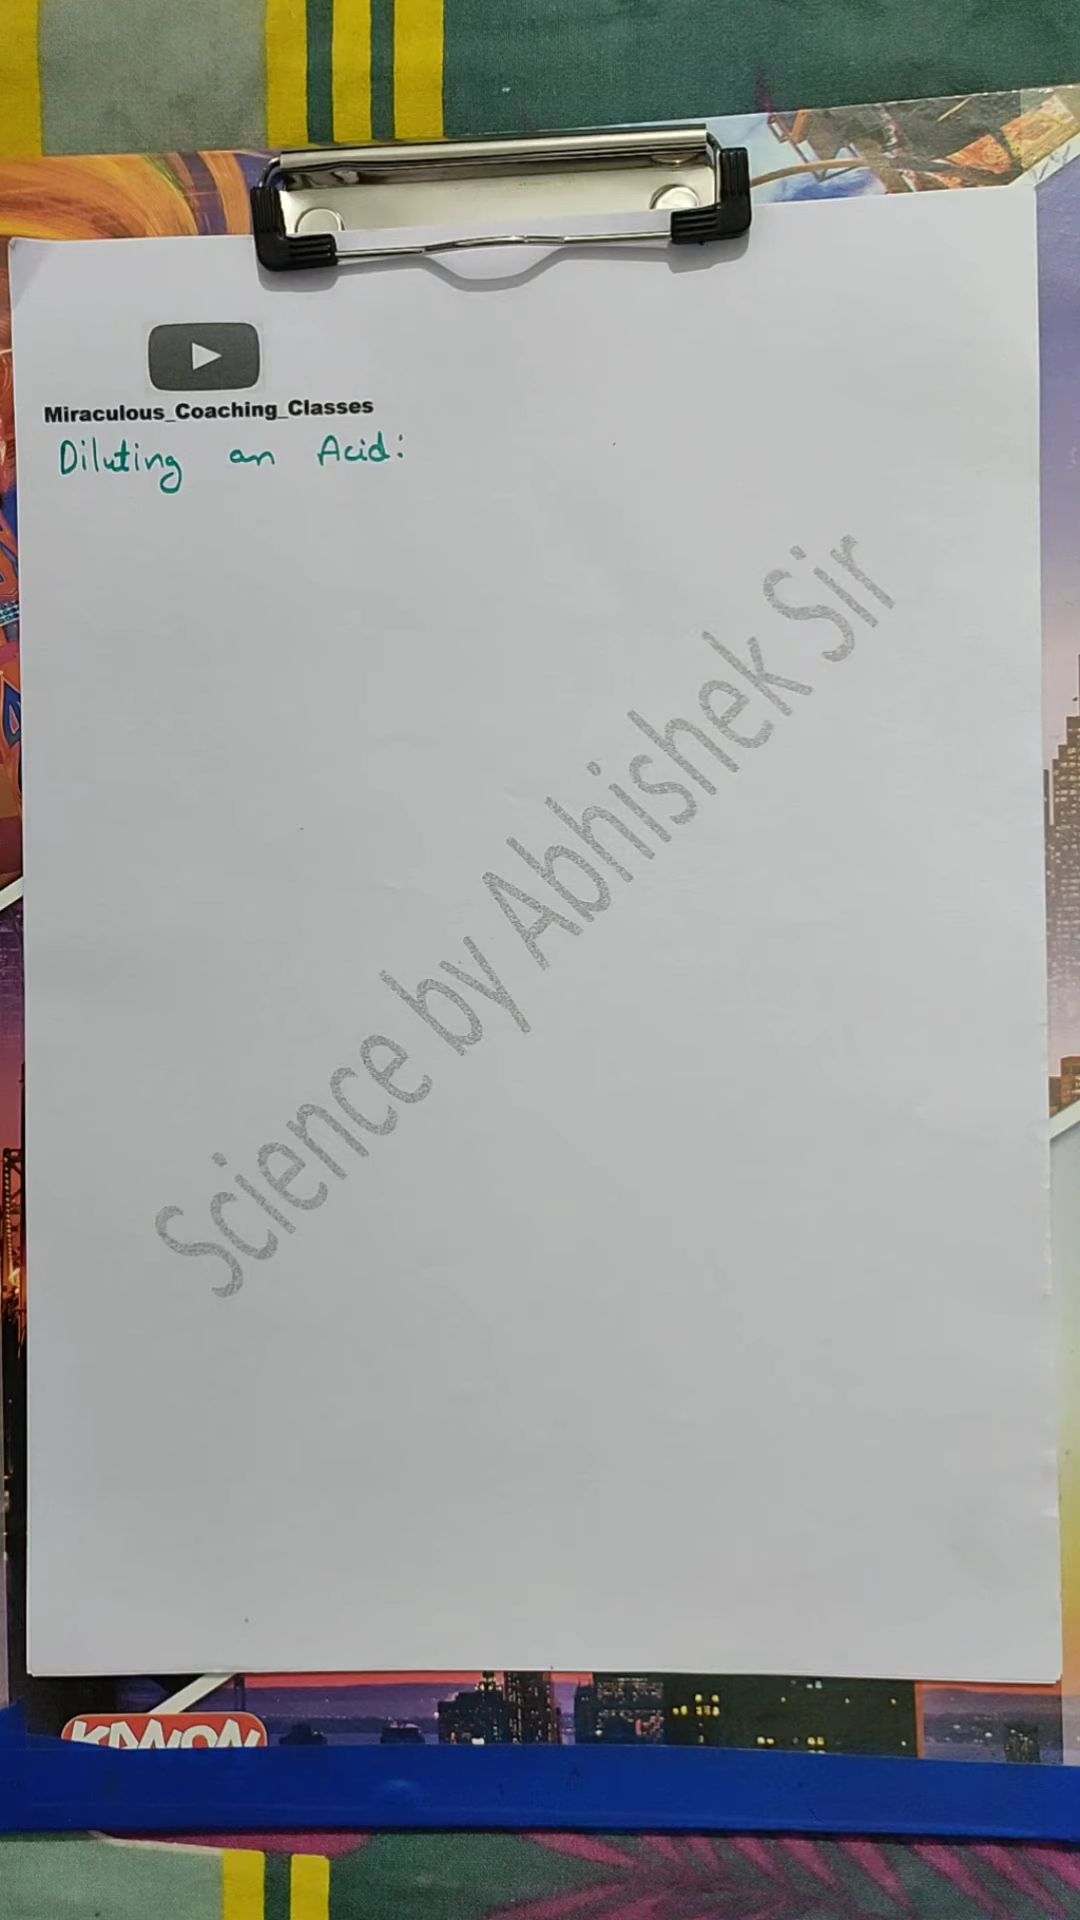 Miraculous_Coaching_Classes
Diluting an Acid:
Science by Abhishek Sir